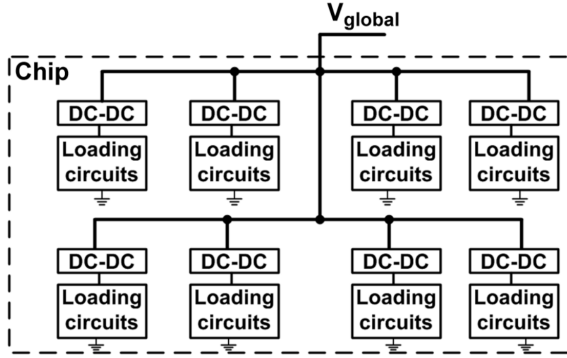 Vglobal
Chip
DC-DC DC-DC DC-DC DC-DC
Loading Loading Loading Loading
circuits circuits circuits circuits
DC-DC DC-DC DC-DC DC-DC
Loading Loading Loading Loading
circuits circuits circuits circuits